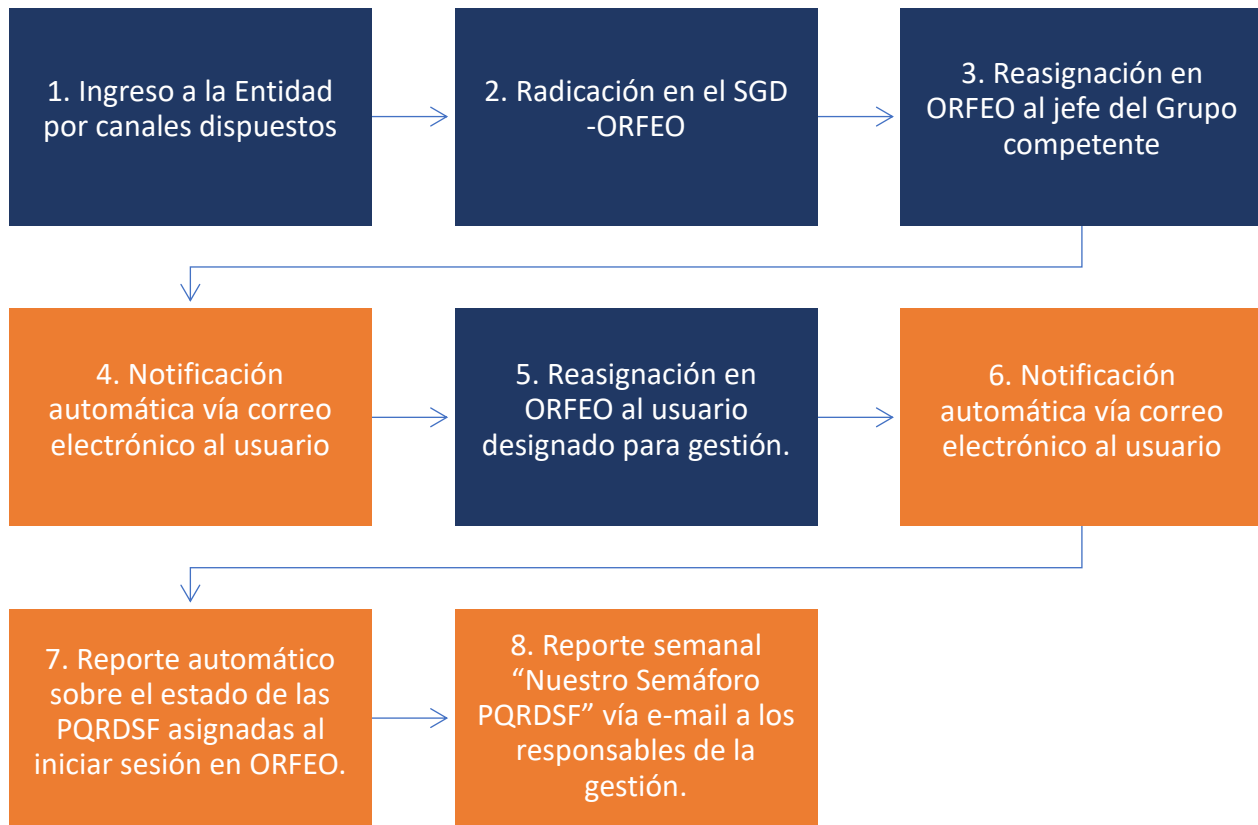 1. Ingreso a la Entidad
por canales dispuestos
2. Radicación en el SGD
-ORFEO
3. Reasignación en
ORFEO al jefe del Grupo
competente
4. Notificación
automática vía correo
electrónico al usuario
5. Reasignación en
ORFEO al usuario
designado para gestión.
6. Notificación
automática vía correo
electrónico al usuario
7. Reporte automático
sobre el estado de las
PQRDSF asignadas al
iniciar sesión en ORFEO.
8. Reporte semanal
“Nuestro Semáforo
PQRDSF” vía e-mail a los
responsables de la
gestión.